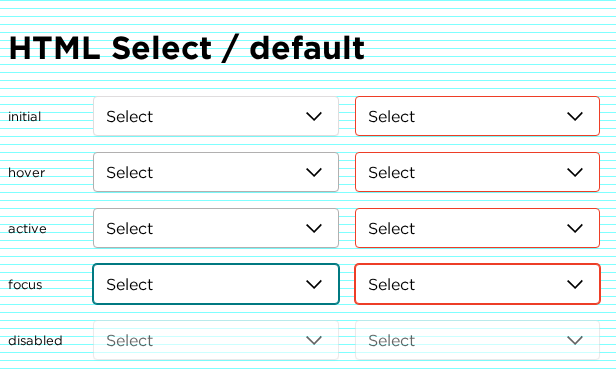 HTML Select / default
initial Select Select
hover Select Select
active Select Select
focus Select Select
disabled Select Select